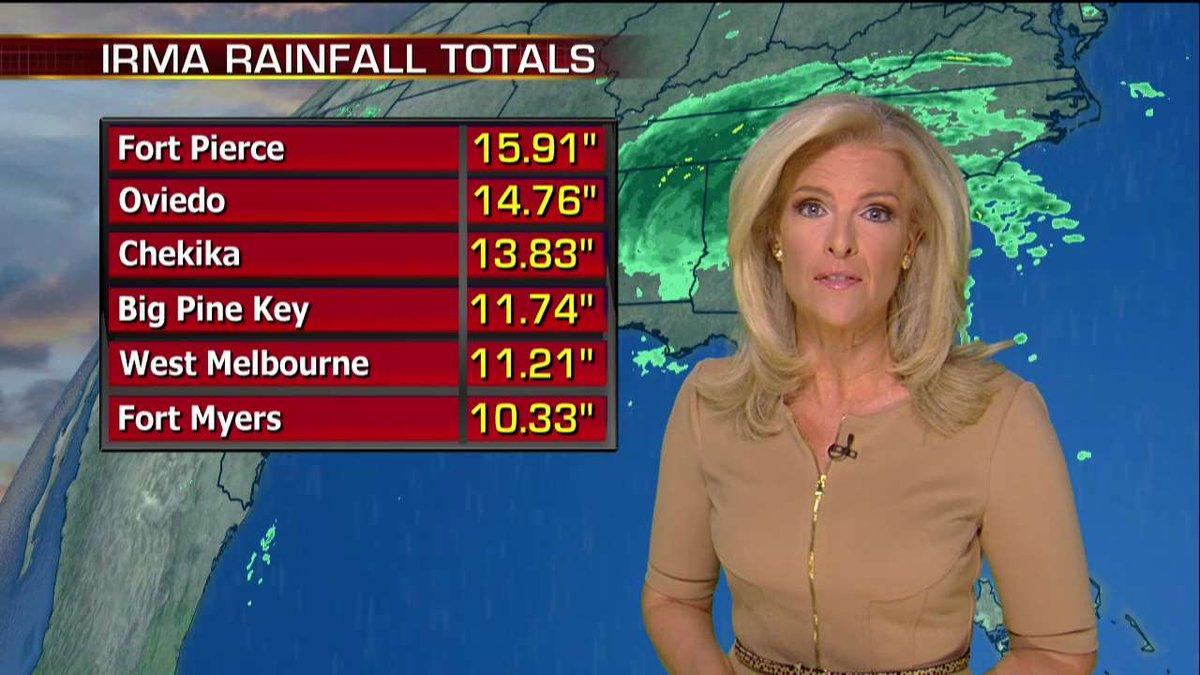 IRMA RAINFALL TOTALS
Fort Pierce 15.91"
Oviedo 14.76"
Chekika 13.83"
Big Pine Key 11.74"
West Melbourne 11.21"
Fort Myers 10.33"